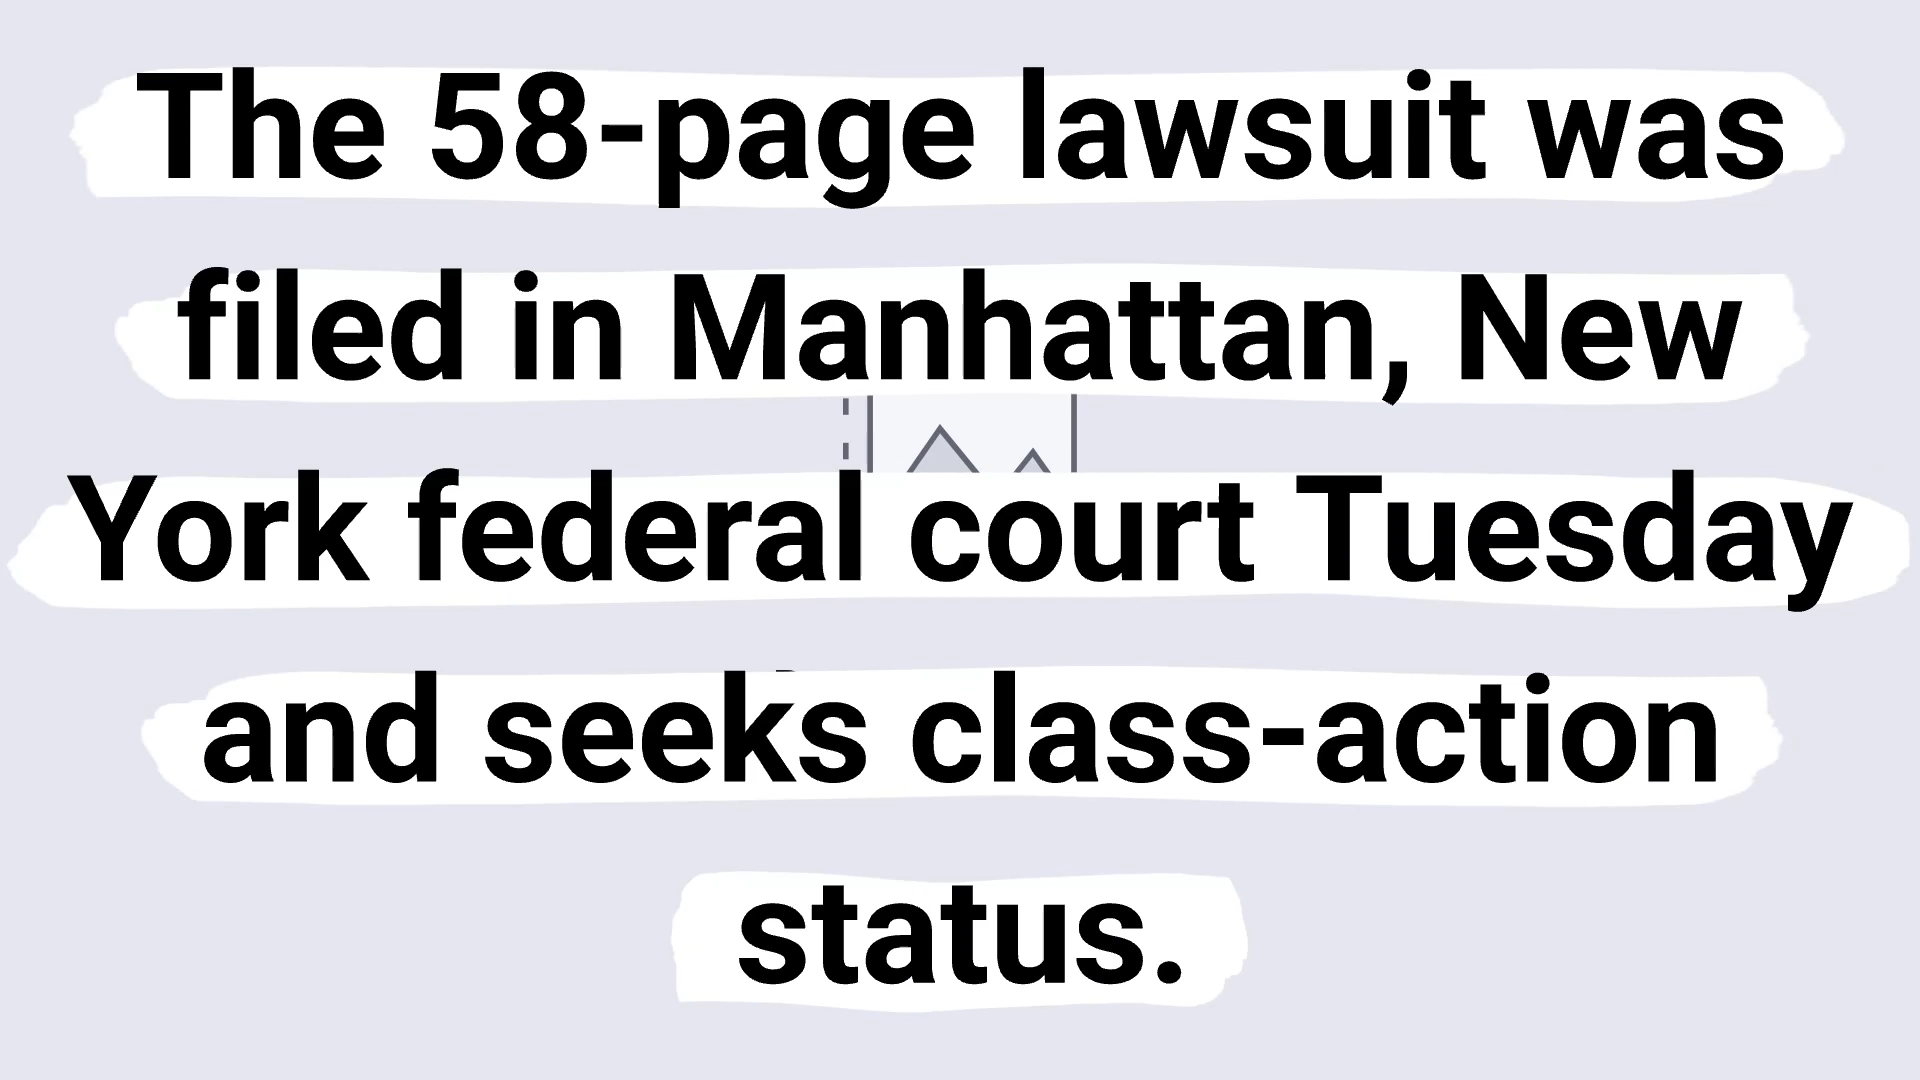 The 58-page lawsuit was
filed in Manhattan, New
York federal court Tuesday
and seeks class-action
status.